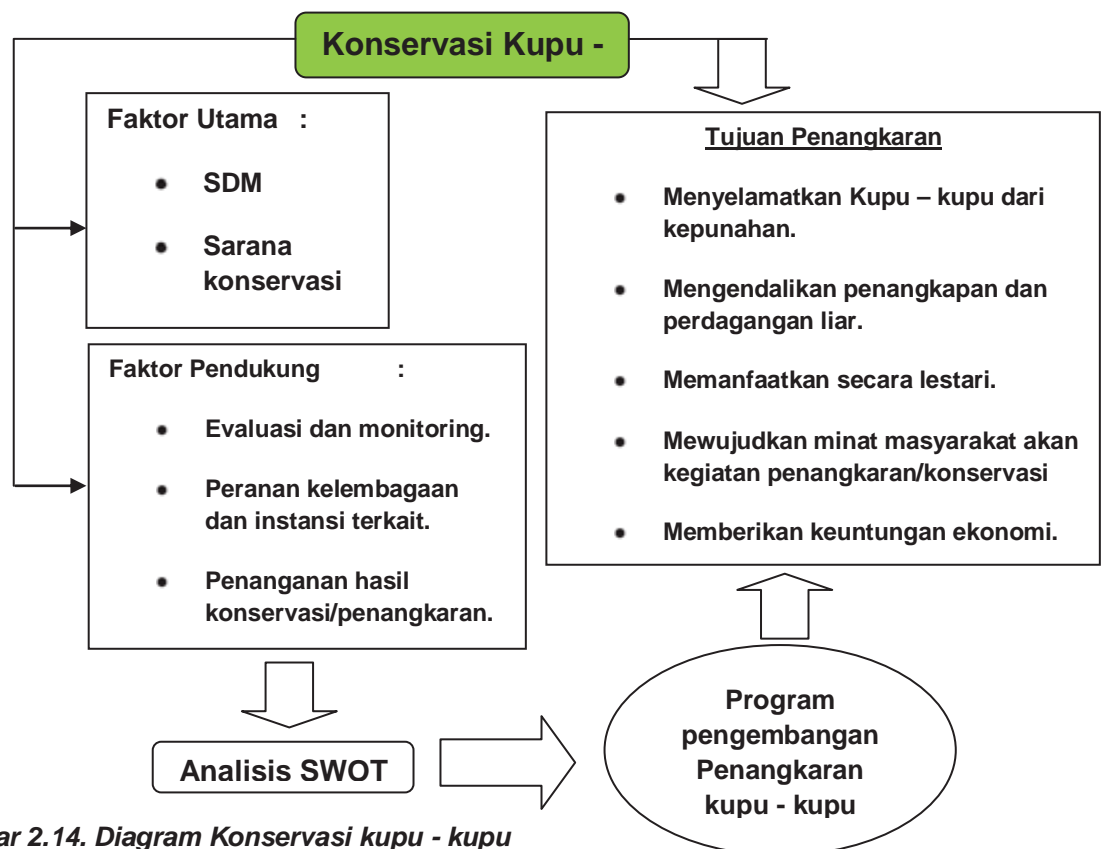 Konservasi Kupu -
Faktor Utama :
• SDM
• Sarana
konservasi
Faktor Pendukung :
• Evaluasi dan monitoring.
• Peranan kelembagaan
dan instansi terkait.
• Penanganan hasil
konservasi/penangkaran.
Tujuan Penangkaran
• Menyelamatkan Kupu – kupu dari
kepunahan.
• Mengendalikan penangkapan dan
perdagangan liar.
• Memanfaatkan secara lestari.
• Mewujudkan minat masyarakat akan
kegiatan penangkaran/konservasi
• Memberikan keuntungan ekonomi.
Analisis SWOT
Program
pengembangan
Penangkaran
kupu - kupu
ar 2.14. Diagram Konservasi kupu - kupu